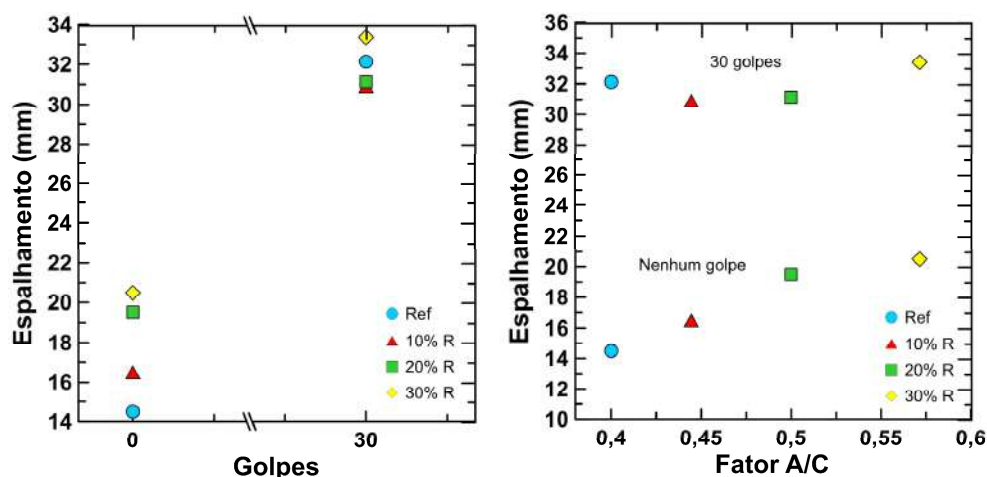 34
32
30
28
26
24
22
20
18
16
14
Espalhamento (mm)
Ref
10% R
20% R
30% R
0
30
Golpes
36
34
32
30
28
26
24
22
20
18
16
14
12
10
Espalhamento (mm)
30 golpes
Nenhum golpe
Ref
10% R
20% R
30% R
0,4
0,45
0,5
0,55
0,6
Fator A/C